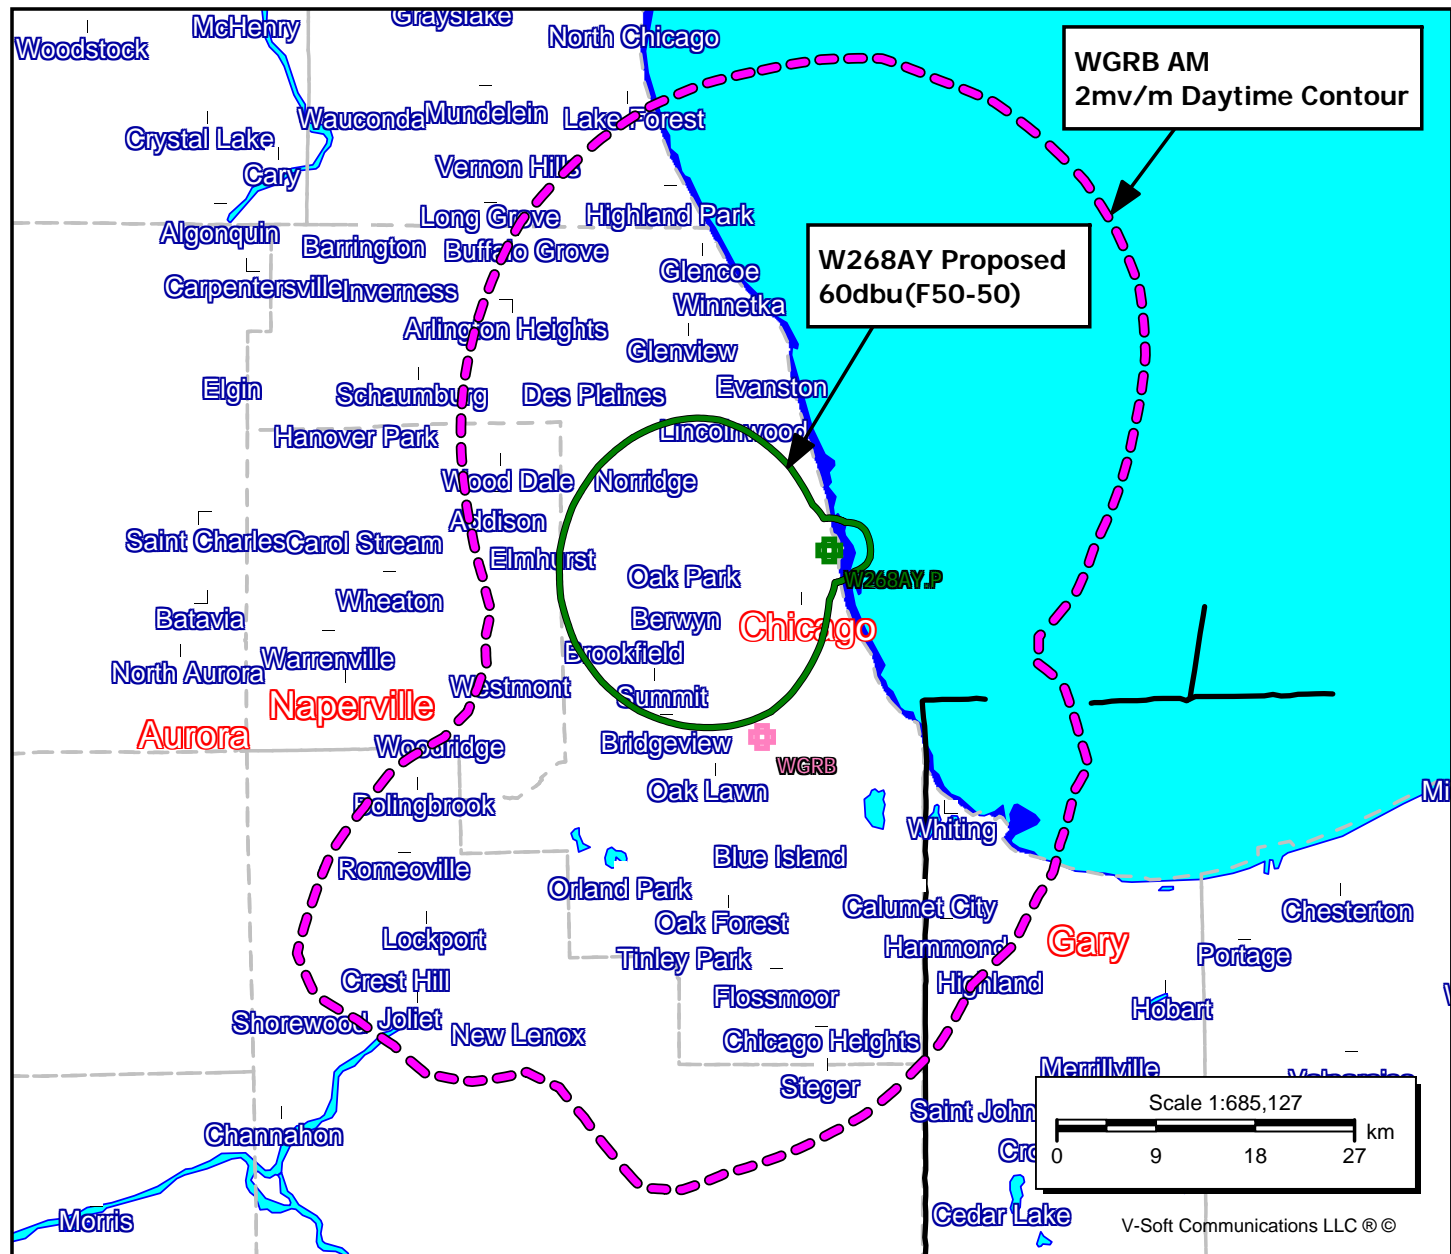 Grayslake
McHenry
North Chicago
Woodstock
WGRB AM
2mv/m Daytime Contour
Wauconda
Mundelein
Lake Forest
Crystal Lake
Vernon Hills
Cary
Long Grove
Highland Park
Algonquin
Barrington
Buffalo Grove
W268AY Proposed
60dbu(F50-50)
Glencoe
Carpentersville
Inverness
Winnetka
Arlington Heights
Glenview
Elgin
Schaumburg
Des Plaines
Evanston
Hanover Park
Lincolnwood
Wood Dale
Norridge
Addison
Saint Charles
Carol Stream
Elmhurst
Oak Park
W268AY.P
Wheaton
Batavia
Berwyn
Chicago
Brookfield
North Aurora
Warrenville
Westmont
Summit
Naperville
Aurora
Woodridge
Bridgeview
WGRB
Oak Lawn
Mi
Bolingbrook
Whiting
Romeoville
Blue Island
Orland Park
Calumet City
Chesterton
Oak Forest
Lockport
Hammond
Gary
Portage
Tinley Park
Crest Hill
Highland
Flossmoor
Hobart
Shorewood
Joliet
New Lenox
Chicago Heights
Merrillville
Steger
Saint John
Scale 1:685,127
km
0 9 18 27
Channahon
Cro
Morris
Cedar Lake
V-Soft Communications LLC ® ©